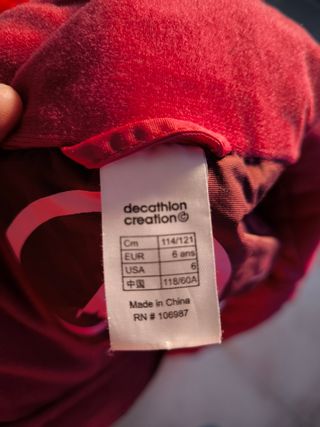 decathlon
creation©
Cm 114/121
EUR 6 ans
USA 6
中国 118/60A
Made in China
RN # 106987